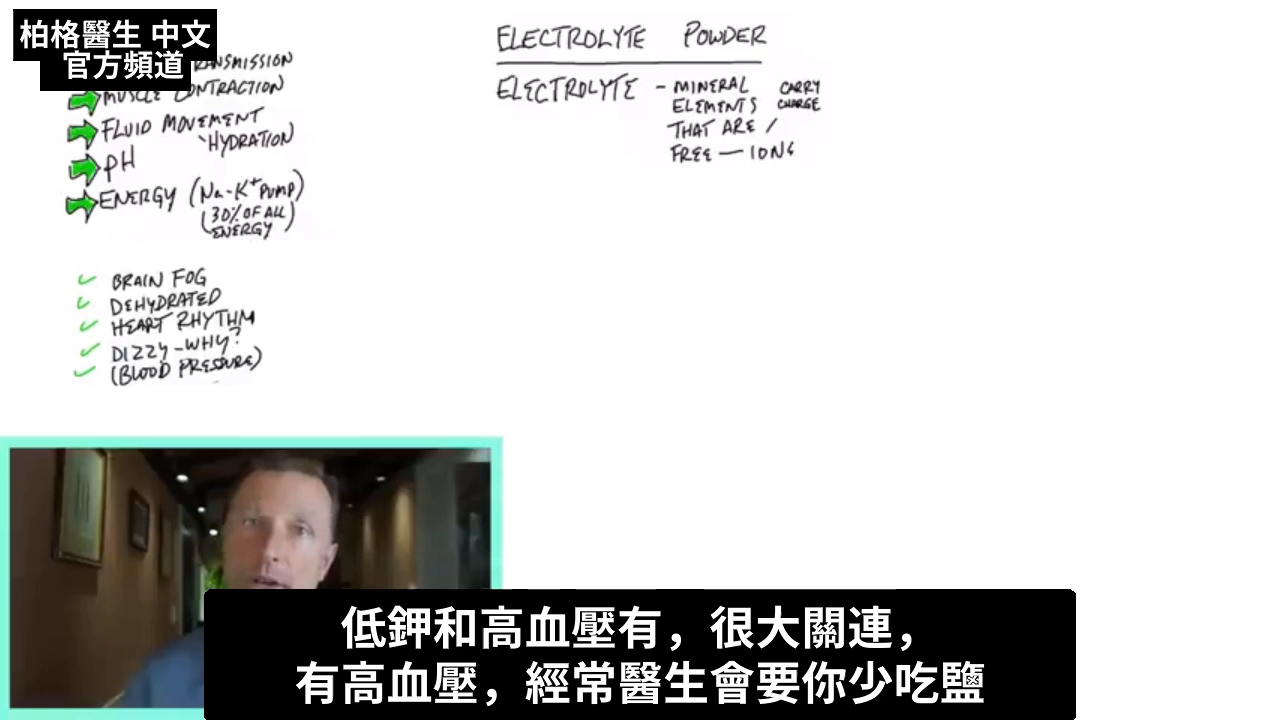 柏格醫生 中文
官方頻道
RANSMISSION
MUSCLE CONTRACTION
FLUID MOVEMENT
HYDRATION
PH
ENERGY (Na-K+ PUMP)
(30% OF ALL
ENERGY)
BRAIN FOG
DEHYDRATED
HEART RHYTHM
DIZZY-WHY?
(BLOOD PRESSURE)
ELECTROLYTE POWDER
ELECTROLYTE - MINERAL CARRY
ELEMENTS CHARGE
THAT ARE /
FREE — IONS
低鉀和高血壓有，很大關連，
有高血壓，經常醫生會要你少吃鹽